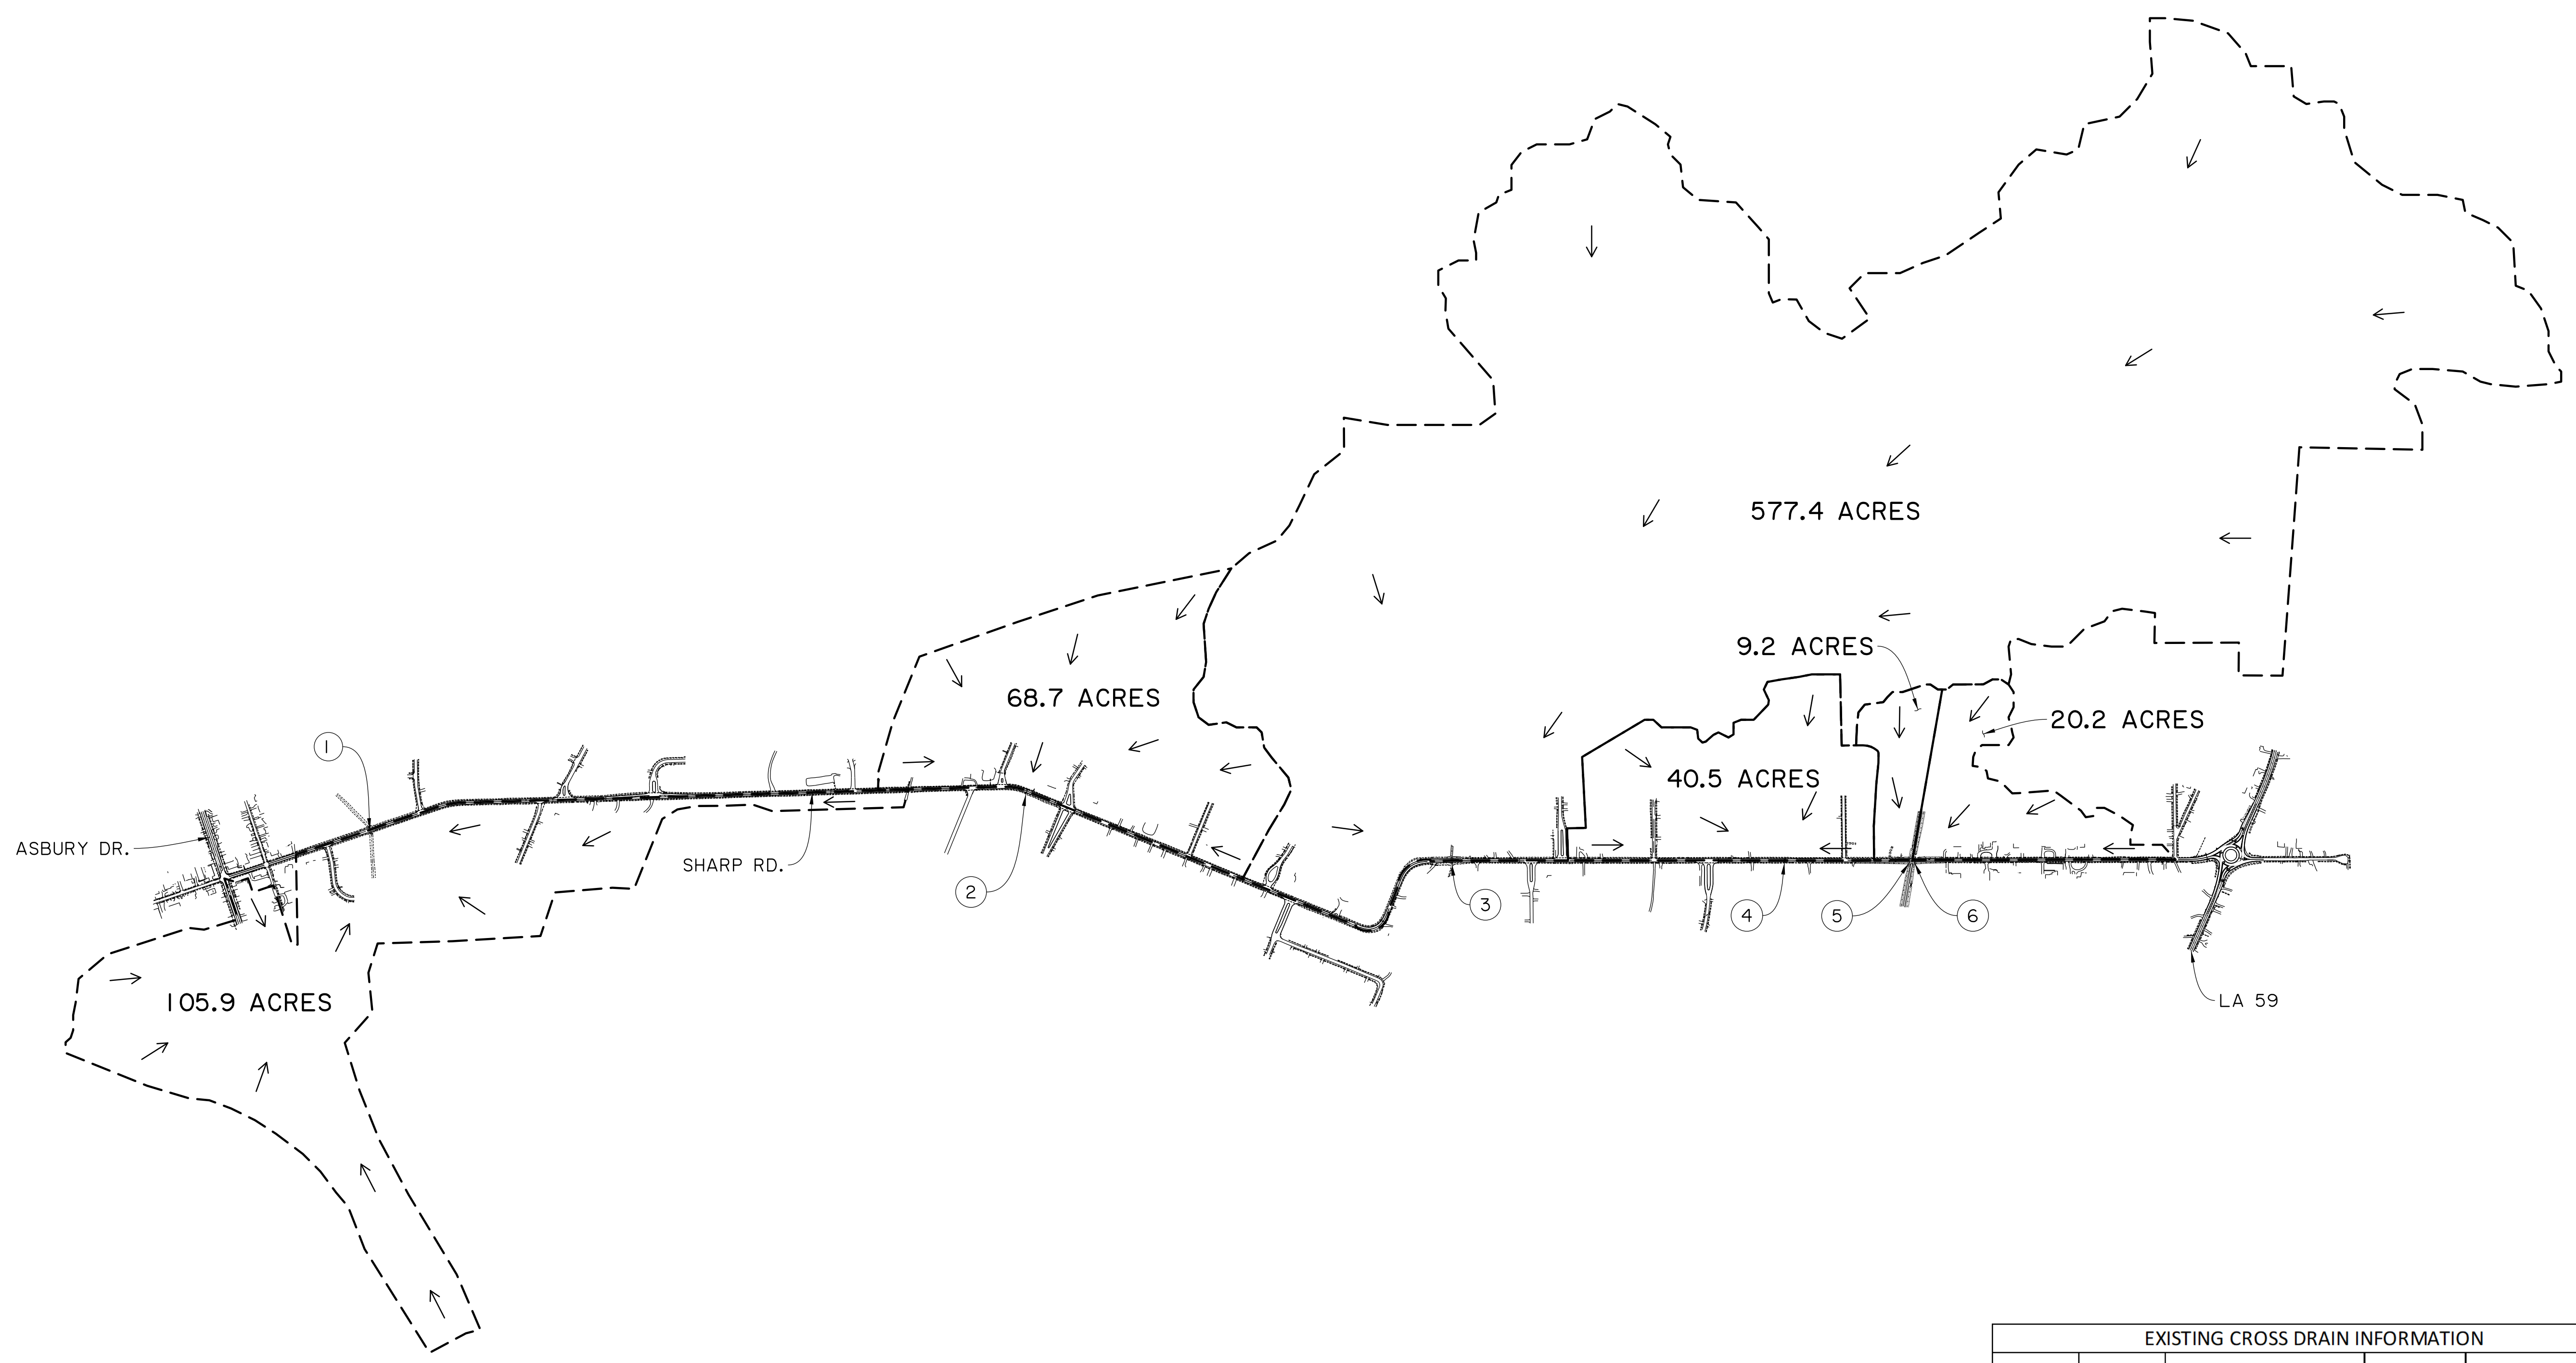 577.4 ACRES
9.2 ACRES
68.7 ACRES
20.2 ACRES
1
40.5 ACRES
ASBURY DR.
SHARP RD.
2
3
4
5
6
105.9 ACRES
LA 59
EXISTING CROSS DRAIN INFORMATION